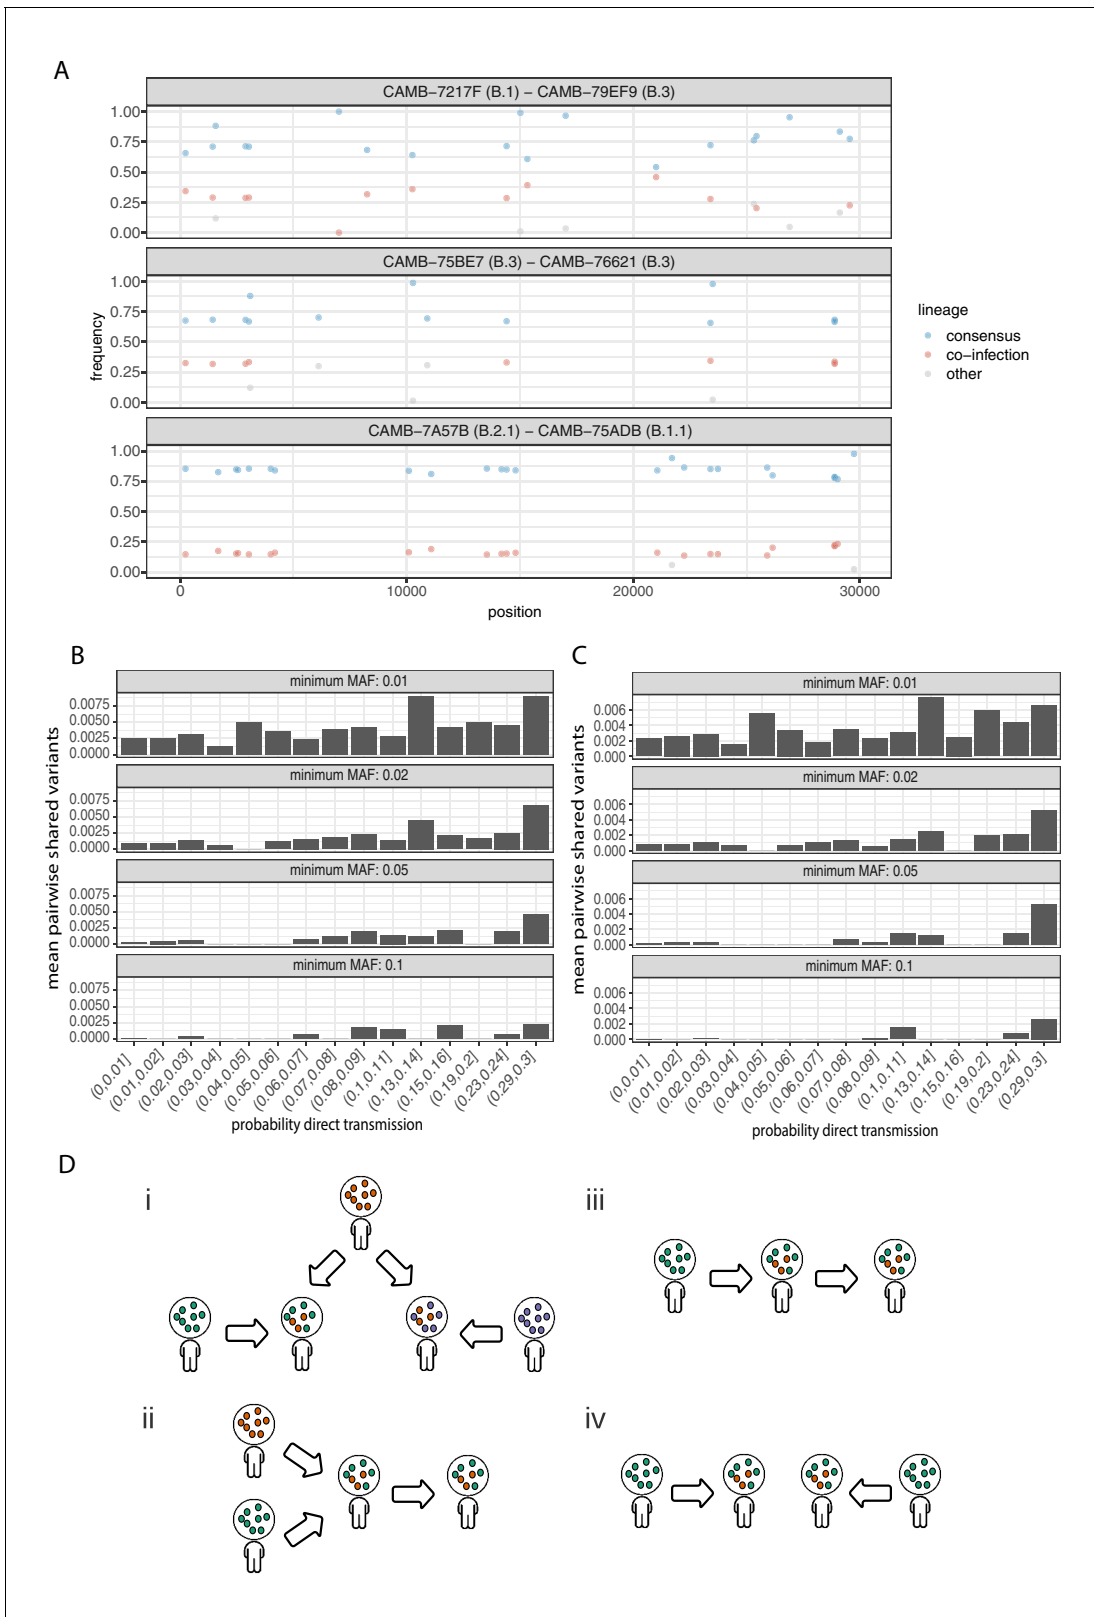 A
CAMB−7217F (B.1) − CAMB−79EF9 (B.3)
1.00
0.75
0.50
0.25
0.00
CAMB−75BE7 (B.3) − CAMB−76621 (B.3)
1.00
0.75
0.50
0.25
0.00
CAMB−7A57B (B.2.1) − CAMB−75ADB (B.1.1)
1.00
0.75
0.50
0.25
0.00
frequency
0 10000 20000 30000
position
lineage
consensus
co−infection
other
B
minimum MAF: 0.01
0.0075
0.0050
0.0025
0.0000
minimum MAF: 0.02
0.0075
0.0050
0.0025
0.0000
minimum MAF: 0.05
0.0075
0.0050
0.0025
0.0000
minimum MAF: 0.1
0.0075
0.0050
0.0025
0.0000
mean pairwise shared variants
(0,0.01] (0.01,0.02] (0.02,0.03] (0.03,0.04] (0.04,0.05] (0.05,0.06] (0.06,0.07] (0.07,0.08] (0.08,0.09] (0.1,0.11] (0.13,0.14] (0.15,0.16] (0.19,0.2] (0.23,0.24] (0.29,0.3]
probability direct transmission
C
minimum MAF: 0.01
0.006
0.004
0.002
0.000
minimum MAF: 0.02
0.006
0.004
0.002
0.000
minimum MAF: 0.05
0.006
0.004
0.002
0.000
minimum MAF: 0.1
0.006
0.004
0.002
0.000
mean pairwise shared variants
(0,0.01] (0.01,0.02] (0.02,0.03] (0.03,0.04] (0.04,0.05] (0.05,0.06] (0.06,0.07] (0.07,0.08] (0.08,0.09] (0.1,0.11] (0.13,0.14] (0.15,0.16] (0.19,0.2] (0.23,0.24] (0.29,0.3]
probability direct transmission
D
i
iii
ii
iv